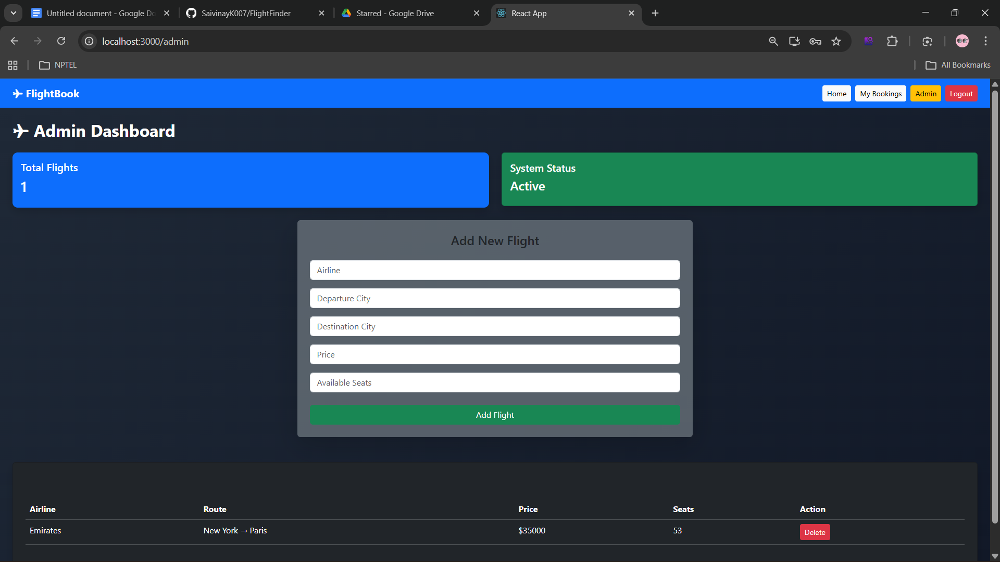 Untitled document - Google Do
SaivinayK007/FlightFinder
Starred - Google Drive
React App
localhost:3000/admin
NPTEL
All Bookmarks
FlightBook
Home
My Bookings
Admin
Logout
Admin Dashboard
Total Flights
1
System Status
Active
Add New Flight
Airline
Departure City
Destination City
Price
Available Seats
Add Flight
Airline Route Price Seats Action
Emirates New York → Paris $35000 53 Delete